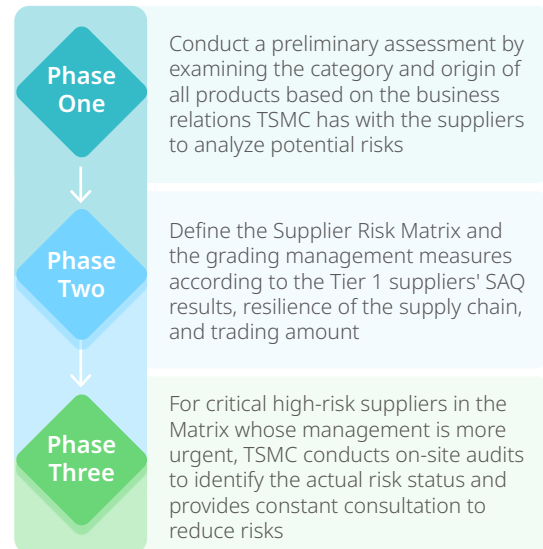 Phase
One
Conduct a preliminary assessment by
examining the category and origin of
all products based on the business
relations TSMC has with the suppliers
to analyze potential risks
Phase
Two
Define the Supplier Risk Matrix and
the grading management measures
according to the Tier 1 suppliers' SAQ
results, resilience of the supply chain,
and trading amount
Phase
Three
For critical high-risk suppliers in the
Matrix whose management is more
urgent, TSMC conducts on-site audits
to identify the actual risk status and
provides constant consultation to
reduce risks